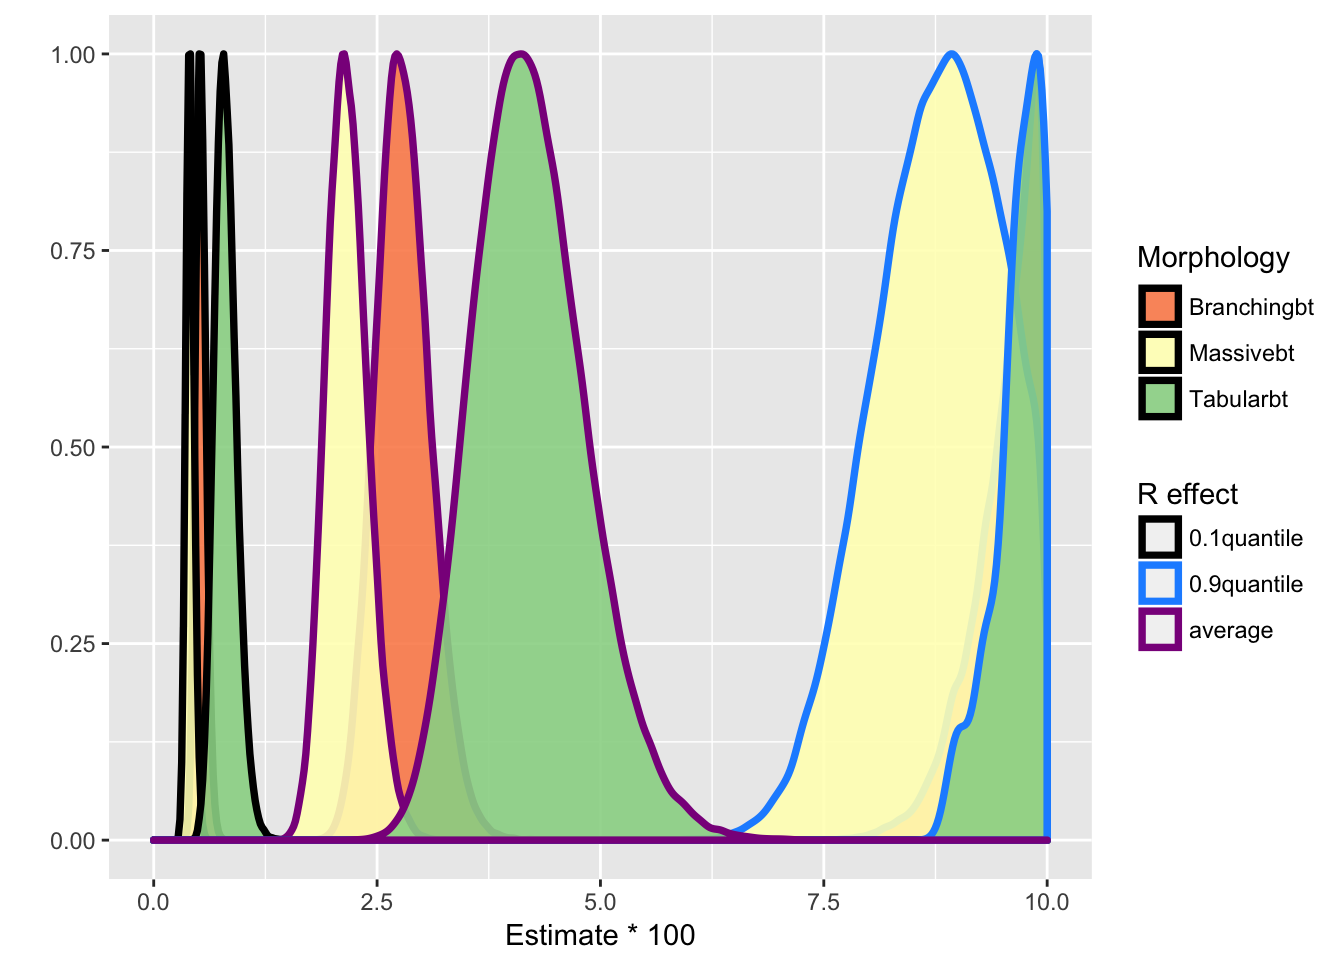 1.00
0.75
0.50
0.25
0.00
0.0 2.5 5.0 7.5 10.0
Estimate * 100
Morphology
Branchingbt
Massivebt
Tabularbt
R effect
0.1quantile
0.9quantile
average